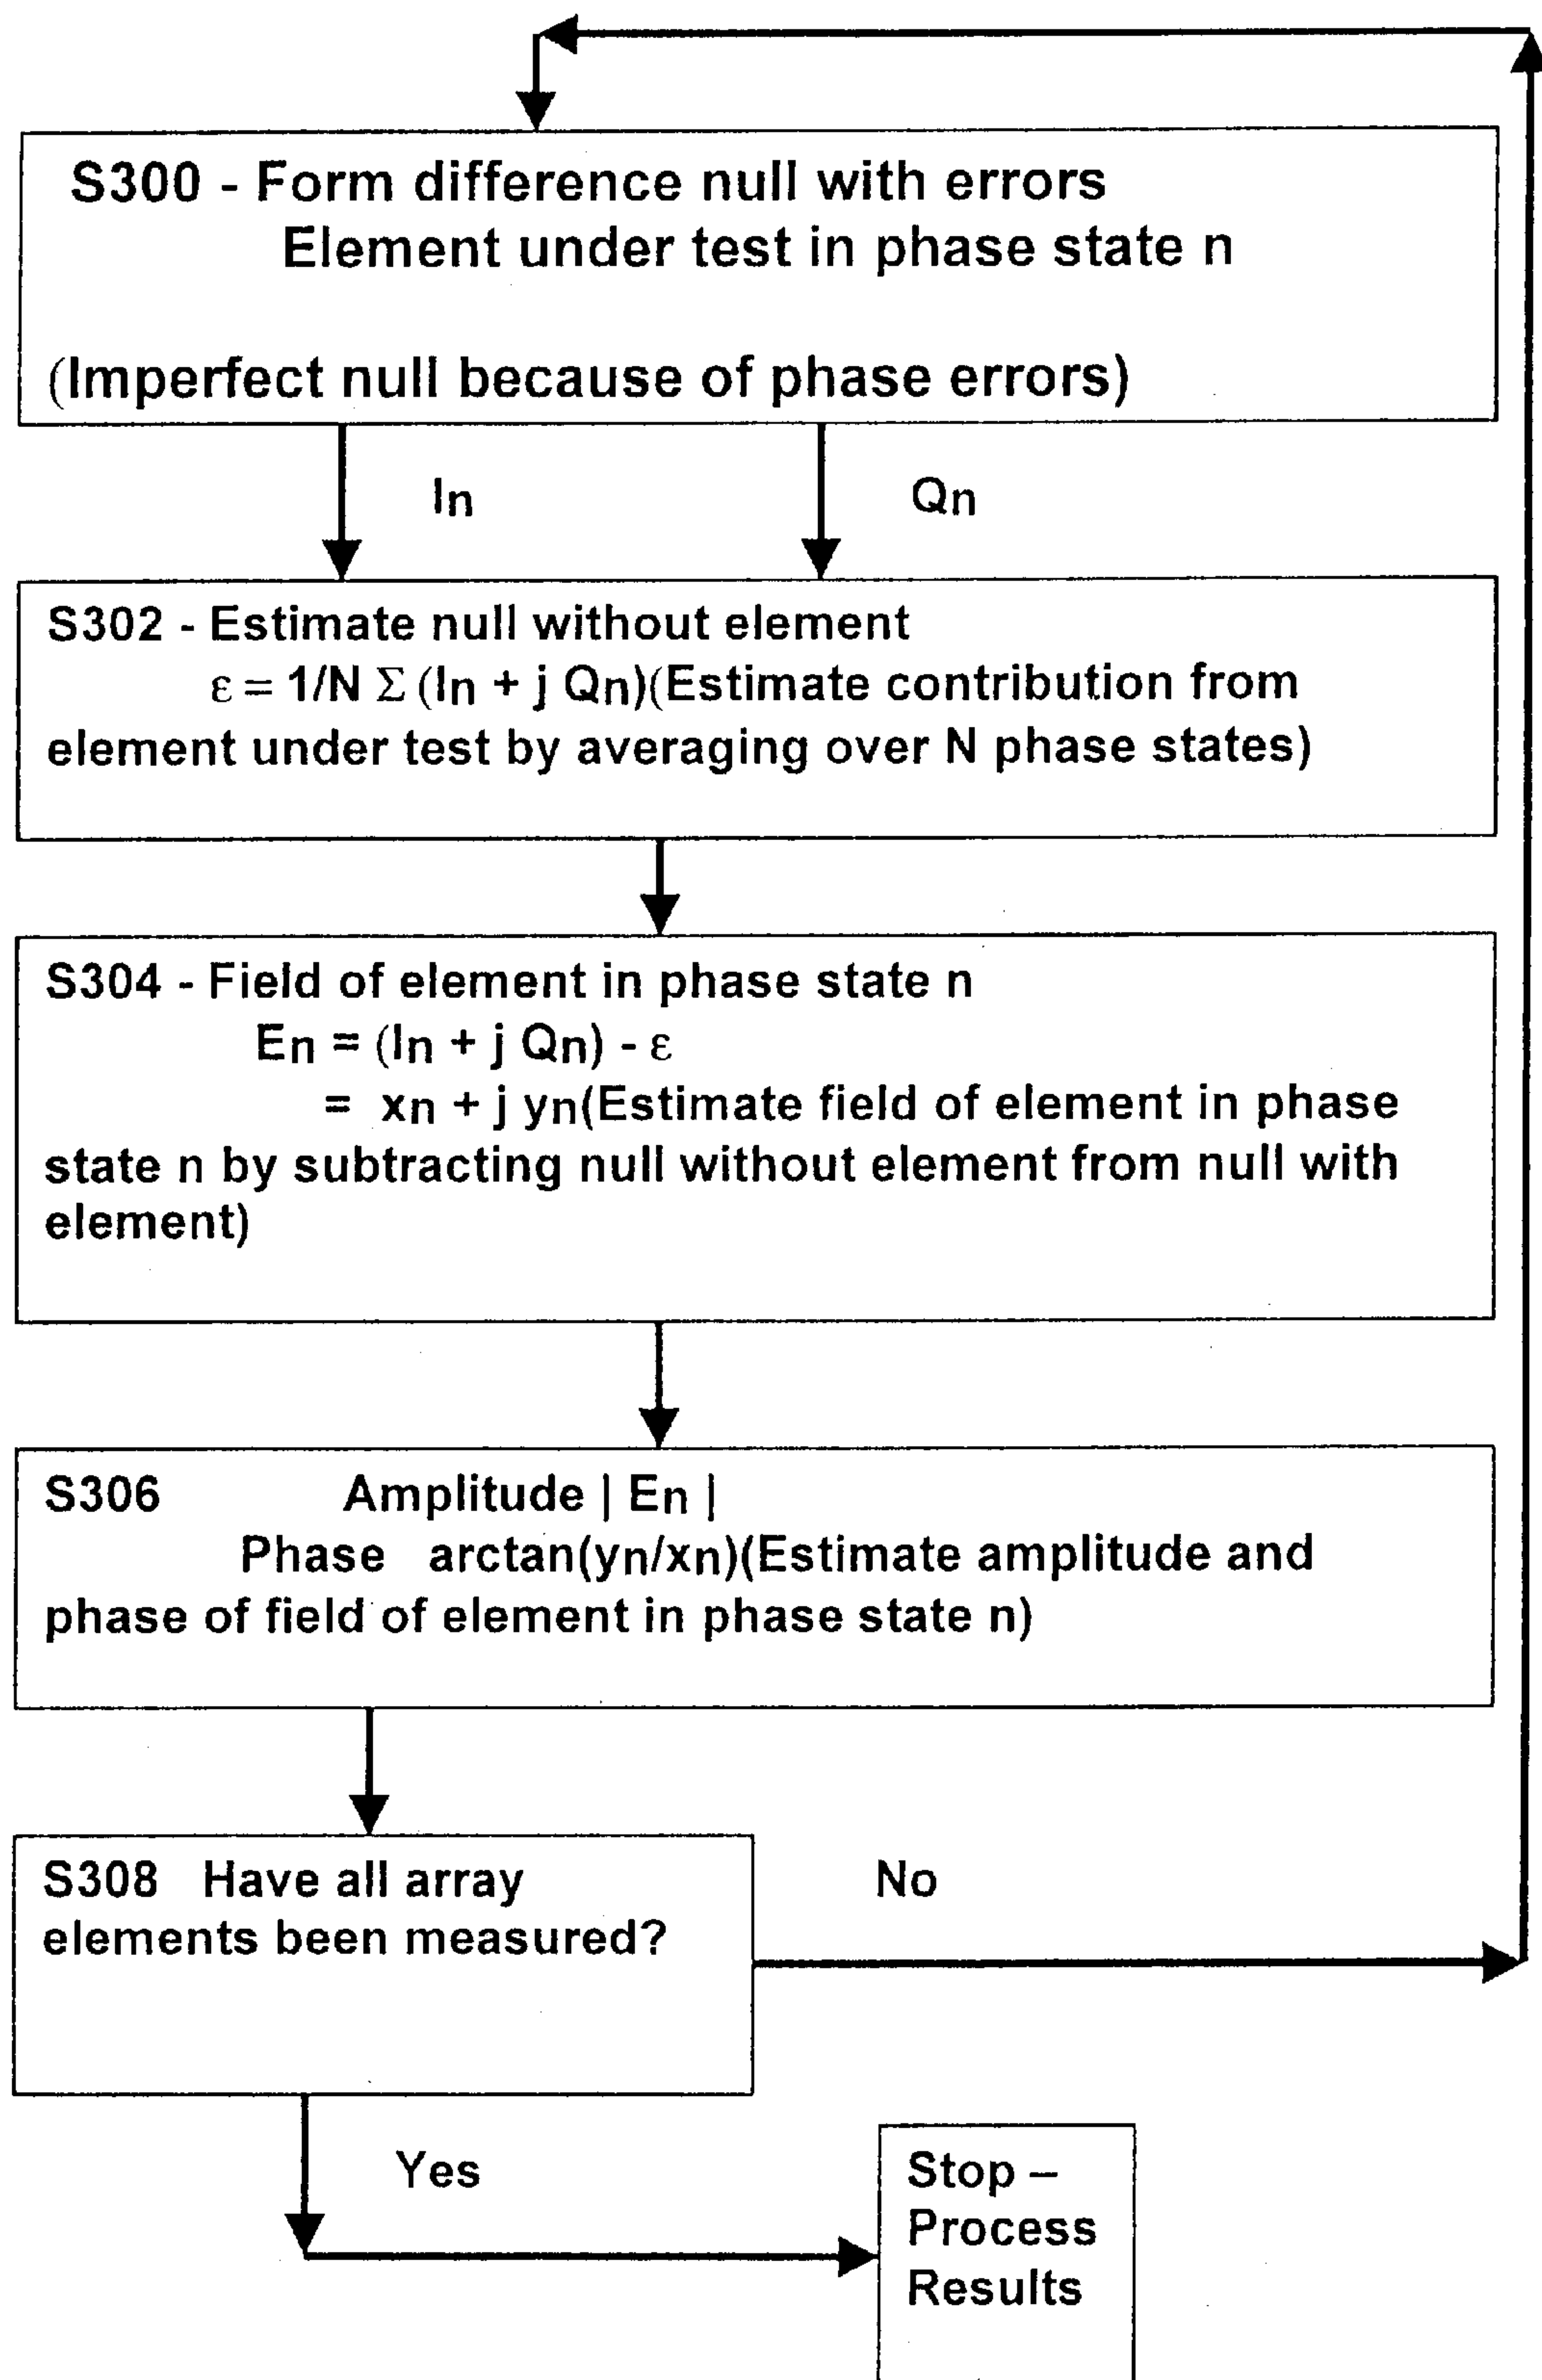 S300 - Form difference null with errors
Element under test in phase state n
(Imperfect null because of phase errors)
In
Qn
S302 - Estimate null without element
ε = 1/N Σ (In + j Qn)(Estimate contribution from
element under test by averaging over N phase states)
S304 - Field of element in phase state n
En = (In + j Qn) - ε
= xn + j yn(Estimate field of element in phase
state n by subtracting null without element from null with
element)
S306 Amplitude | En |
Phase arctan(yn/xn)(Estimate amplitude and
phase of field of element in phase state n)
S308 Have all array
elements been measured?
No
Yes
Stop –
Process
Results